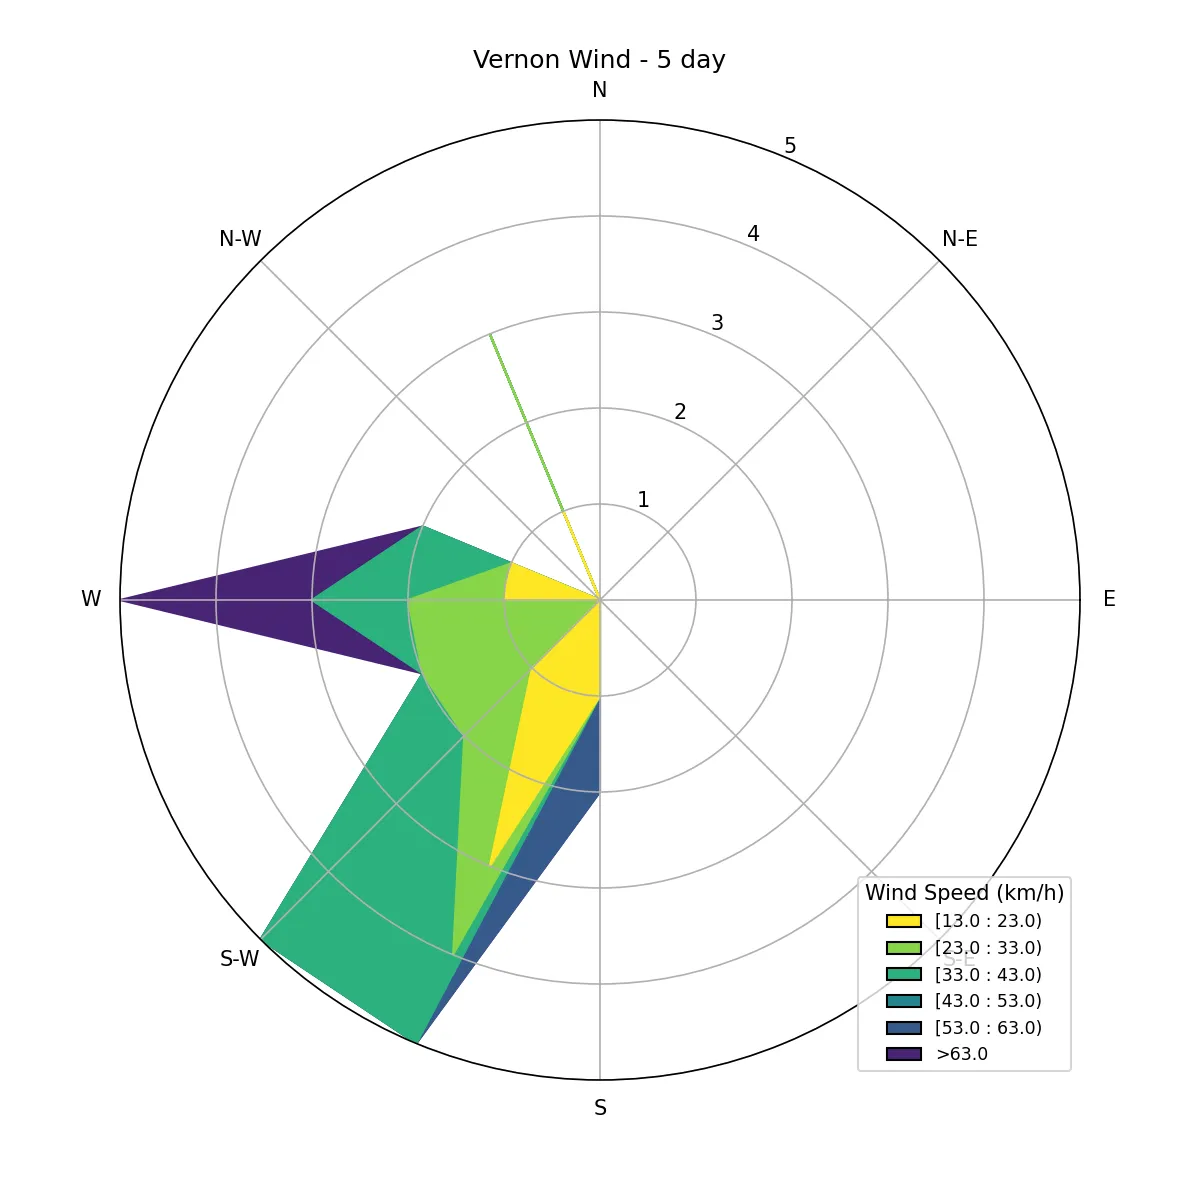 Vernon Wind - 5 day
N
5
N-W
N-E
4
3
2
1
W
E
Wind Speed (km/h)
[13.0 : 23.0)
[23.0 : 33.0)
S-W
S-E
[33.0 : 43.0)
[43.0 : 53.0)
[53.0 : 63.0)
>63.0
S